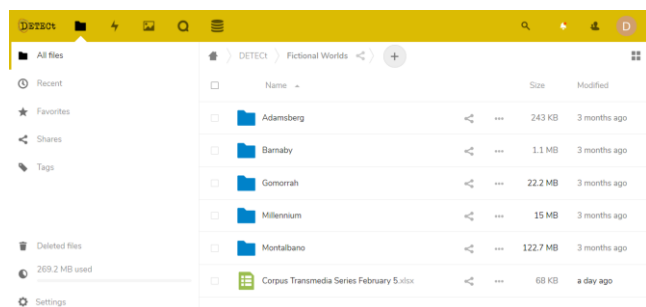 DETECt
D
All files
DETECt
Fictional Worlds
Recent
Name
Size
Modified
Favorites
Adamsberg
243 KB
3 months ago
Shares
Barnaby
1.1 MB
3 months ago
Tags
Gomorrah
22.2 MB
3 months ago
Millennium
15 MB
3 months ago
Deleted files
Montalbano
122.7 MB
3 months ago
269.2 MB used
Corpus Transmedia Series February 5.xlsx
68 KB
a day ago
Settings